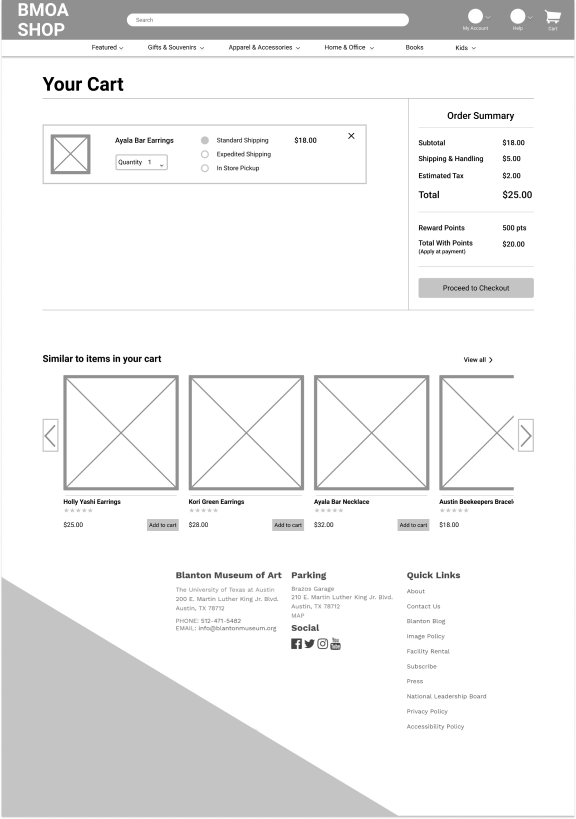 BMOA
SHOP
Search
My Account
Help
Cart
Featured
Gifts & Souvenirs
Apparel & Accessories
Home & Office
Books
Kids
Your Cart
Ayala Bar Earrings
Quantity 1
Standard Shipping
Expedited Shipping
In Store Pickup
$18.00
Order Summary
Subtotal $18.00
Shipping & Handling $5.00
Estimated Tax $2.00
Total $25.00
Reward Points 500 pts
Total With Points $20.00
(Apply at payment)
Proceed to Checkout
Similar to items in your cart
View all
Holly Yashi Earrings
$25.00
Add to cart
Kori Green Earrings
$28.00
Add to cart
Ayala Bar Necklace
$32.00
Add to cart
Austin Beekeepers Bracel
$18.00
Blanton Museum of Art
The University of Texas at Austin
200 E. Martin Luther King Jr. Blvd.
Austin, TX 78712
PHONE: 512-471-5482
EMAIL: info@blantonmuseum.org
Parking
Brazos Garage
210 E. Martin Luther King Jr. Blvd.
Austin, TX 78712
MAP
Social
You
Tube
Quick Links
About
Contact Us
Blanton Blog
Image Policy
Facility Rental
Subscribe
Press
National Leadership Board
Privacy Policy
Accessibility Policy